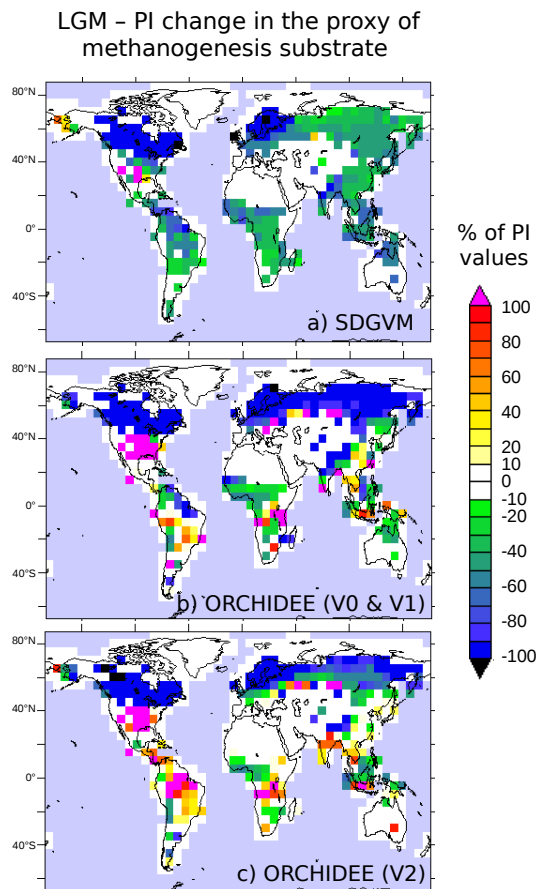 LGM – PI change in the proxy of
methanogenesis substrate
80°N
40°N
0°
40°S
a) SDGVM
80°N
40°N
0°
40°S
b) ORCHIDEE (V0 & V1)
80°N
40°N
0°
40°S
c) ORCHIDEE (V2)
% of PI
values
100
80
60
40
20
10
0
-10
-20
-40
-60
-80
-100